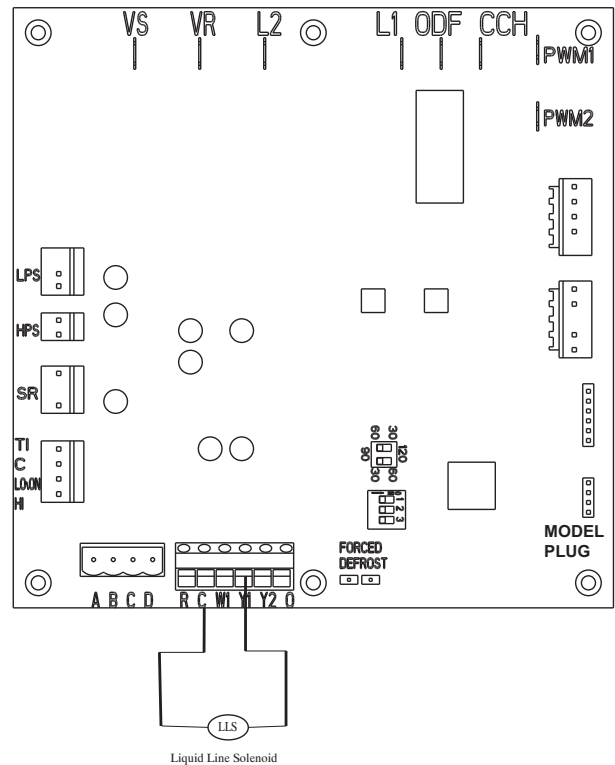 VS VR L2 L1 ODF CCH
PWM1
PWM2
LPS
HPS
SR
T1
C
LO/ON
HI
60 30
90 120
30 60
1
2
3
FORCED
DEFROST
MODEL
PLUG
A B C D R C W1 Y1 Y2 O
LLS
Liquid Line Solenoid